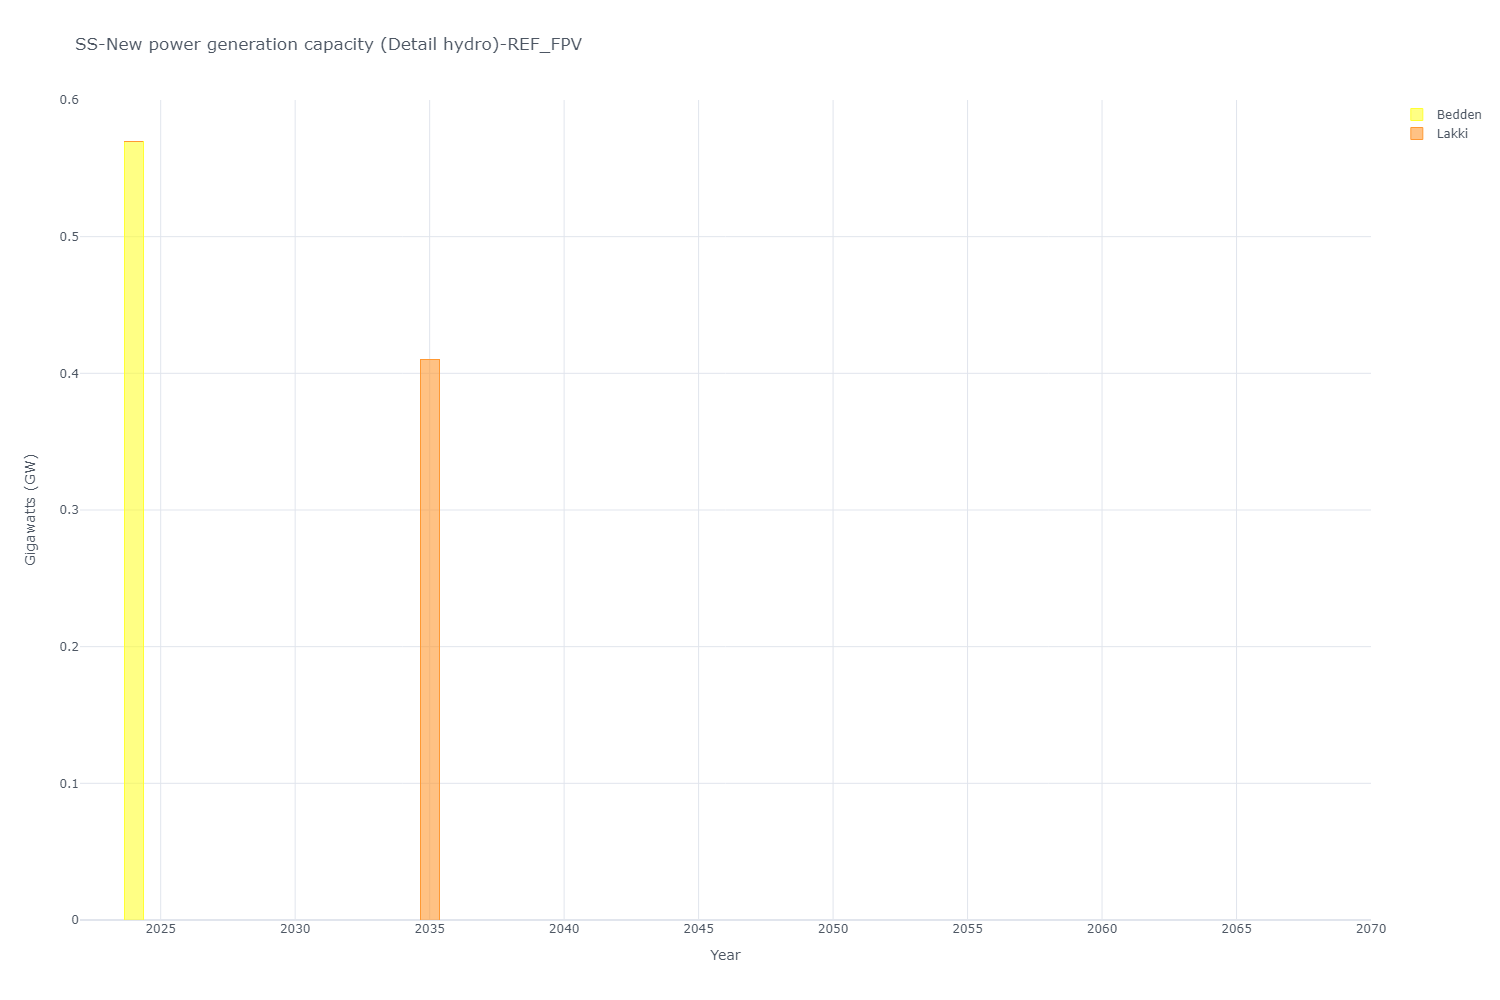 SS-New power generation capacity (Detail hydro)-REF_FPV
Bedden
Lakki
0.6
0.5
0.4
0.3
0.2
0.1
0
Gigawatts (GW)
2025 2030 2035 2040 2045 2050 2055 2060 2065 2070
Year